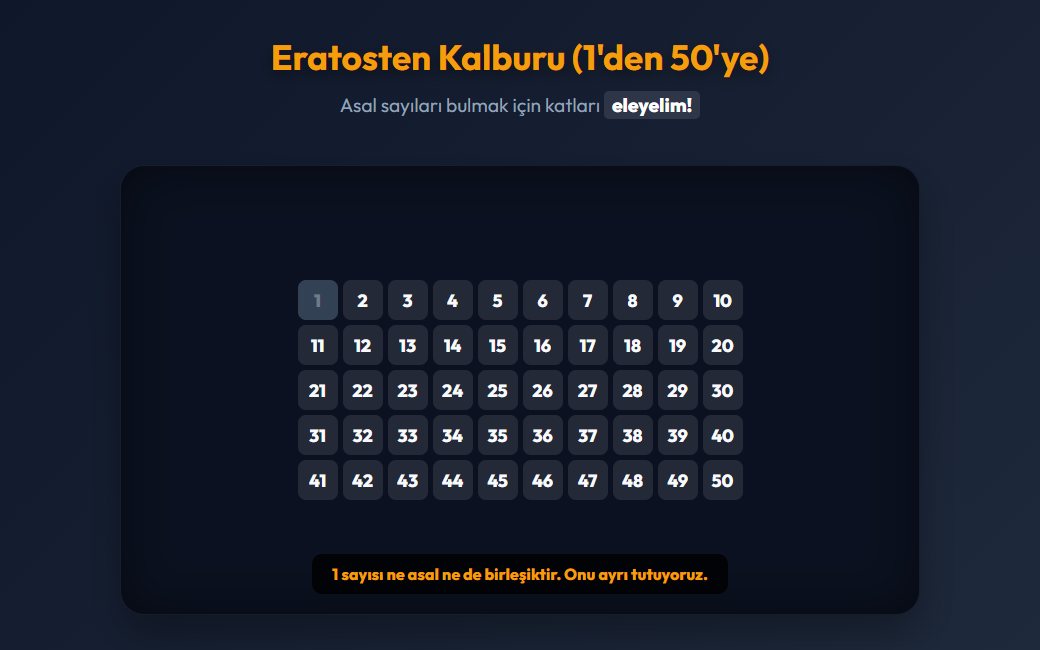 Eratosten Kalburu (1'den 50'ye)
Asal sayıları bulmak için katları eleyelim!
1 2 3 4 5 6 7 8 9 10
11 12 13 14 15 16 17 18 19 20
21 22 23 24 25 26 27 28 29 30
31 32 33 34 35 36 37 38 39 40
41 42 43 44 45 46 47 48 49 50
1 sayısı ne asal ne de birleşiktir. Onu ayrı tutuyoruz.